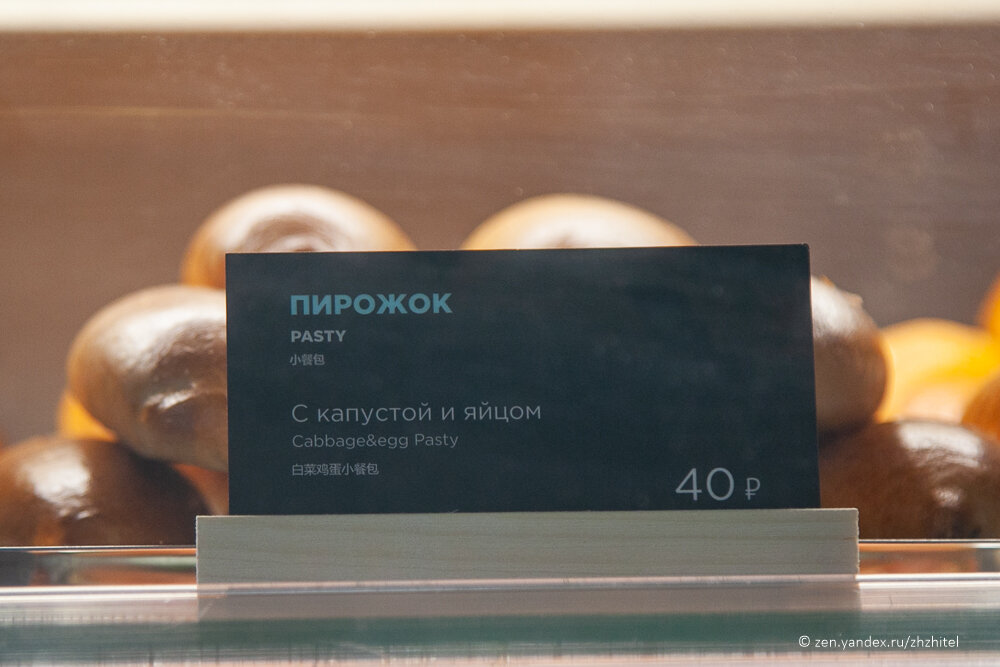 ПИРОЖОК
PASTY
小餐包
С капустой и яйцом
Cabbage&egg Pasty
白菜鸡蛋小餐包
40 ₽
© zen.yandex.ru/zhzhitel